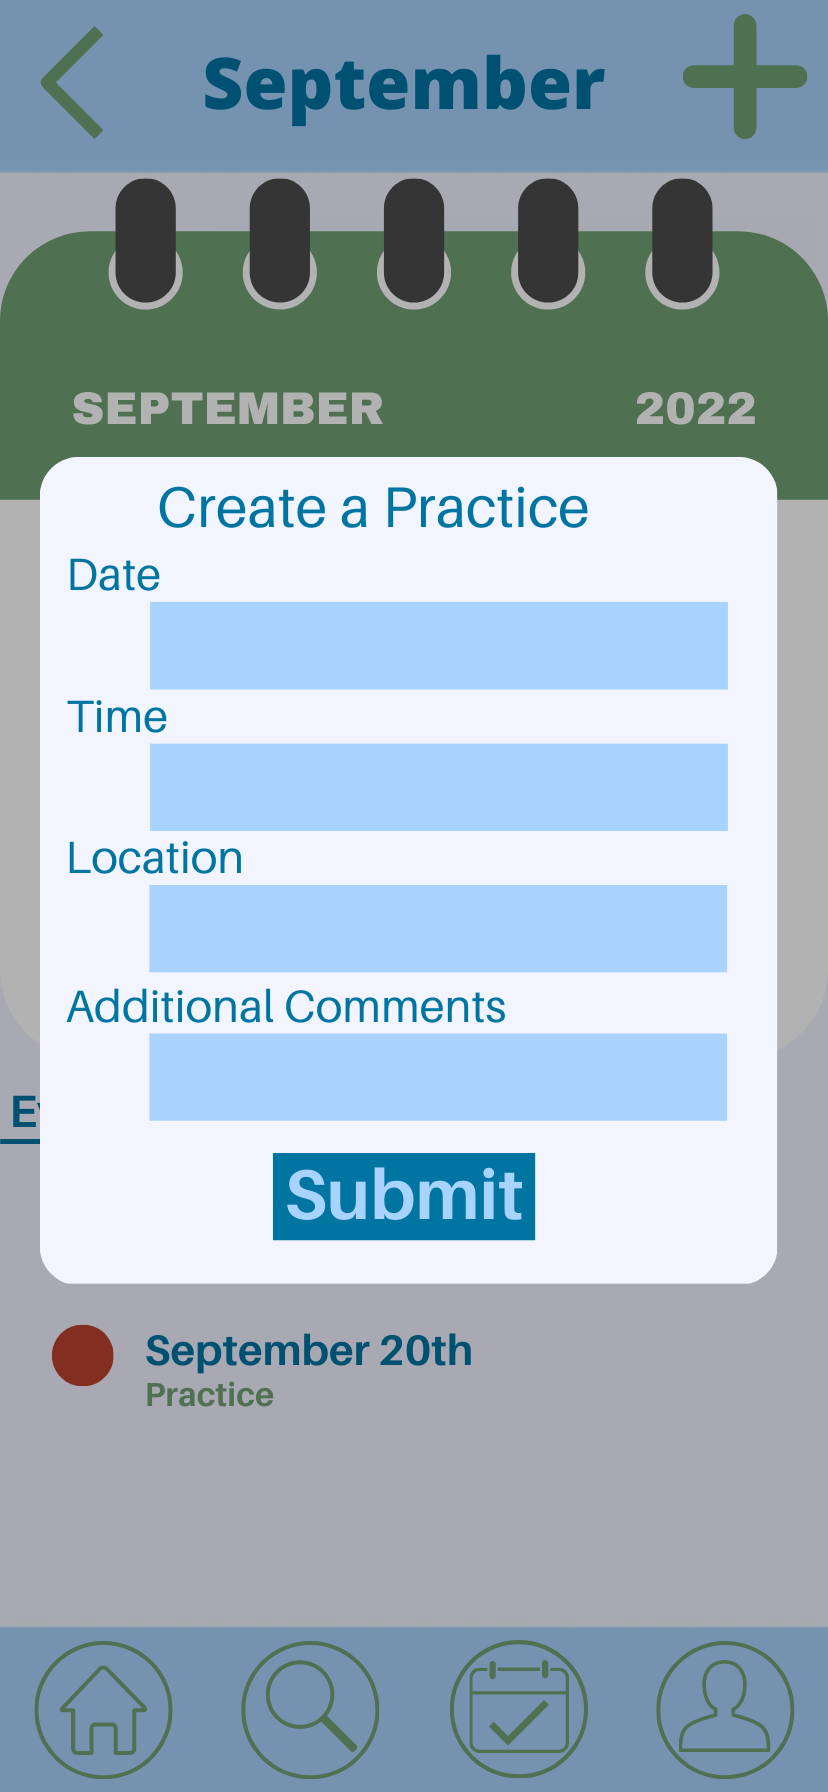 September
SEPTEMBER 2022
Create a Practice
Date
Time
Location
Additional Comments
Submit
September 20th
Practice